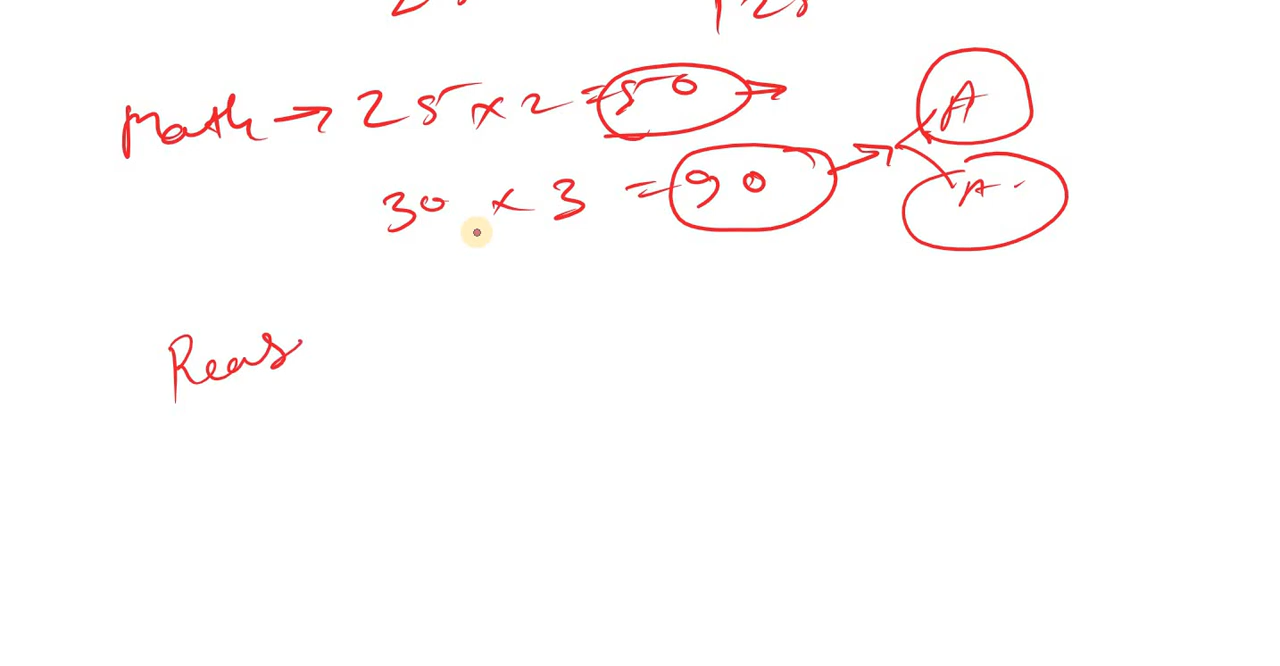 Math → 25 x 2 = 50 → A
30 x 3 = 90 → A
Reas